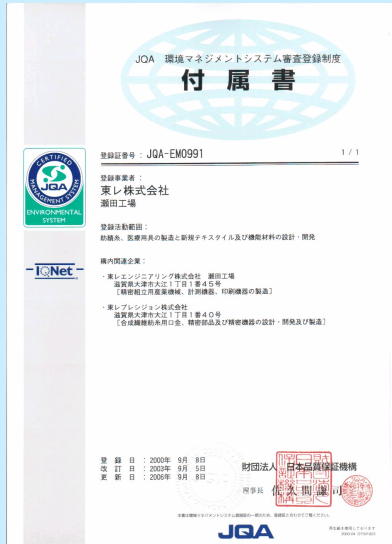 JQA 環境マネジメントシステム審査登録制度
付属書
登録証番号 : JQA-EM0991
1 / 1
登録事業者 :
東レ株式会社
瀬田工場
CERTIFIED
JQA
MANAGEMENT SYSTEM
ENVIRONMENTAL
SYSTEM
登録活動範囲 :
紡績糸、医療用具の製造と新規テキスタイル及び機能材料の設計・開発
IQNet
構内関連企業 :
・東レエンジニアリング株式会社 瀬田工場
滋賀県大津市大江1丁目1番45号
[精密組立用産業機械、計測機器、印刷機器の製造]
・東レプレシジョン株式会社
滋賀県大津市大江1丁目1番40号
[合成繊維紡糸用口金、精密部品及び精密機器の設計・開発及び製造]
登録日 : 2000年 9月 8日
改訂日 : 2003年 9月 5日
更新日 : 2006年 9月 8日
財団法人 日本品質保証機構
理事長 佐久間譲司
JQA